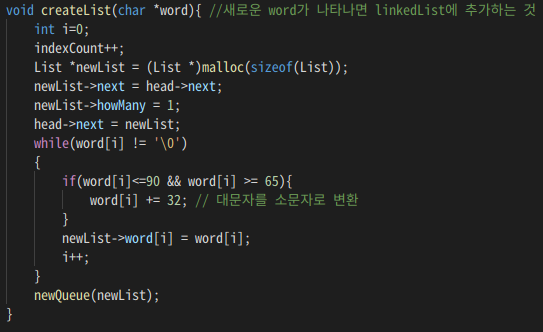 void createList(char *word){ //새로운 word가 나타나면 linkedList에 추가하는 것
    int i=0;
    indexCount++;
    List *newList = (List *)malloc(sizeof(List));
    newList->next = head->next;
    newList->howMany = 1;
    head->next = newList;
    while(word[i] != '\0')
    {
        if(word[i]<=90 && word[i] >= 65){
            word[i] += 32; // 대문자를 소문자로 변환
        }
        newList->word[i] = word[i];
        i++;
    }
    newQueue(newList);
}